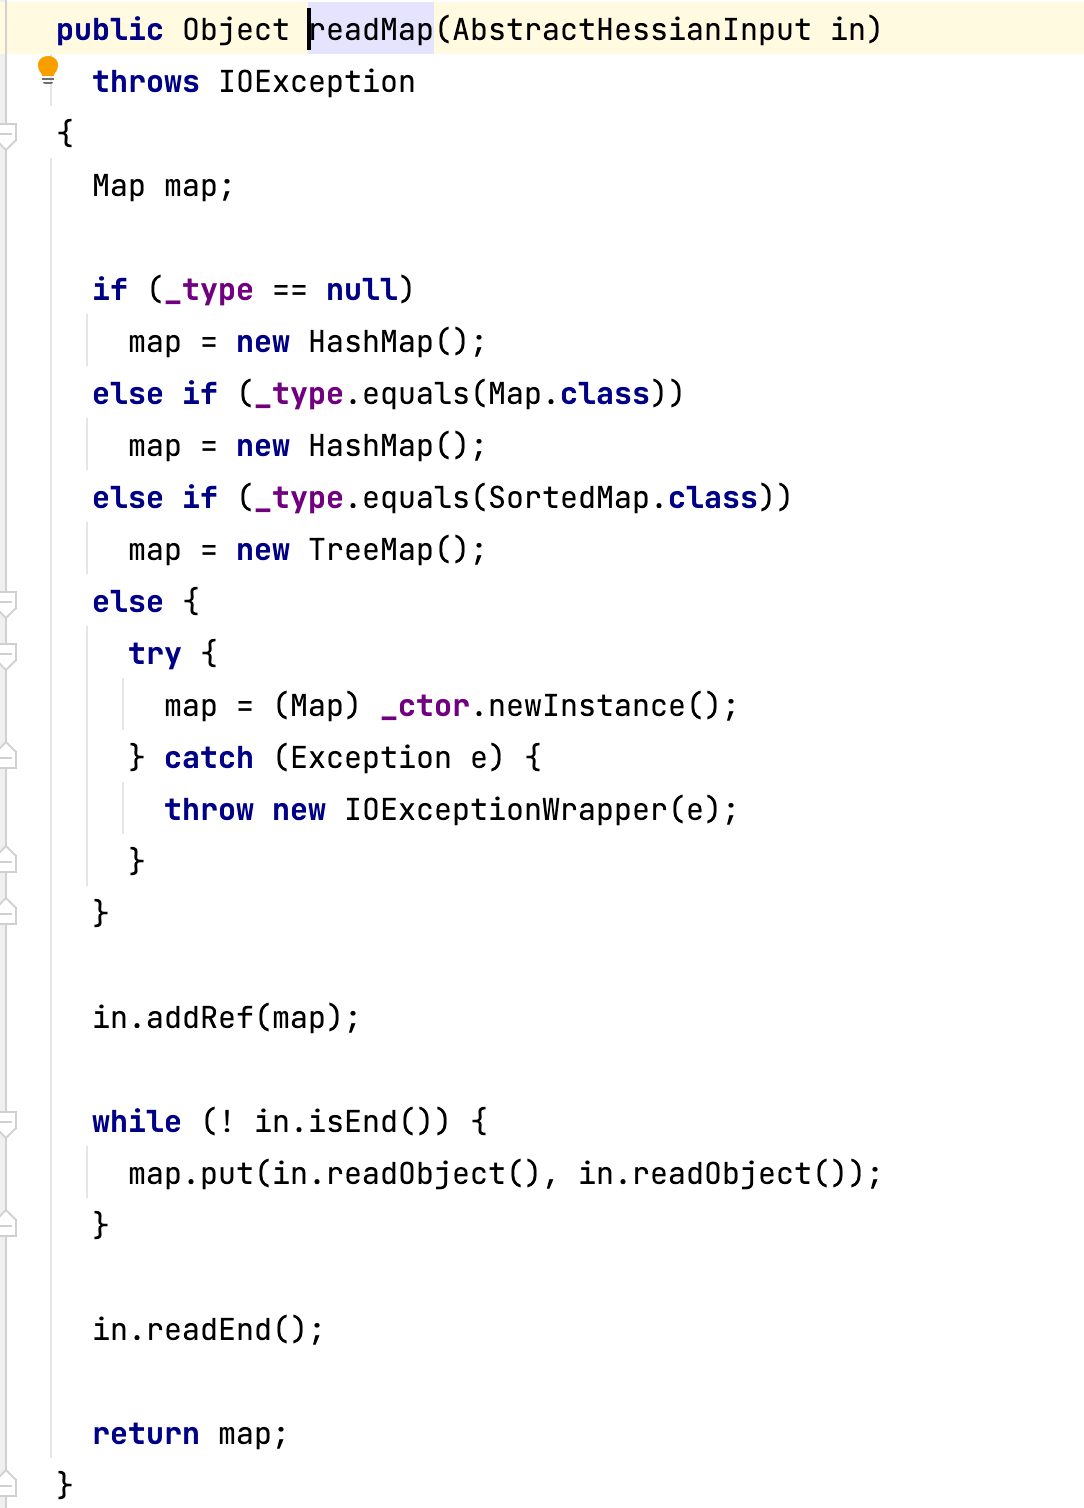 public Object readMap(AbstractHessianInput in)
  throws IOException
{
  Map map;

  if (_type == null)
    map = new HashMap();
  else if (_type.equals(Map.class))
    map = new HashMap();
  else if (_type.equals(SortedMap.class))
    map = new TreeMap();
  else {
    try {
      map = (Map) _ctor.newInstance();
    } catch (Exception e) {
      throw new IOExceptionWrapper(e);
    }
  }

  in.addRef(map);

  while (! in.isEnd()) {
    map.put(in.readObject(), in.readObject());
  }

  in.readEnd();

  return map;
}